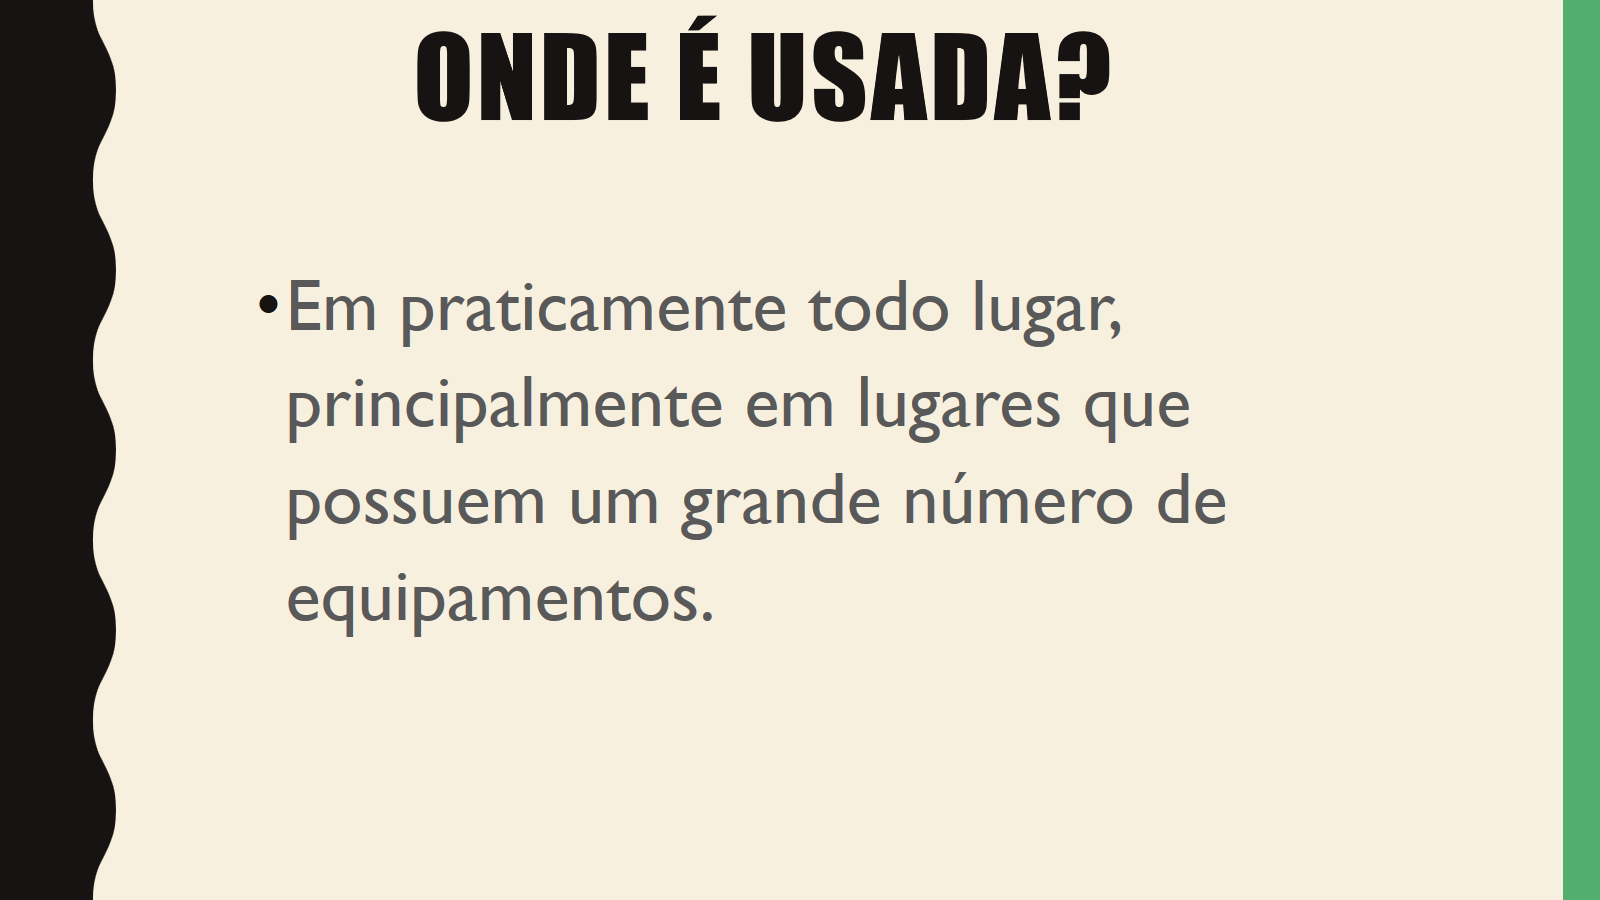 ONDE É USADA?
•Em praticamente todo lugar,
principalmente em lugares que
possuem um grande número de
equipamentos.